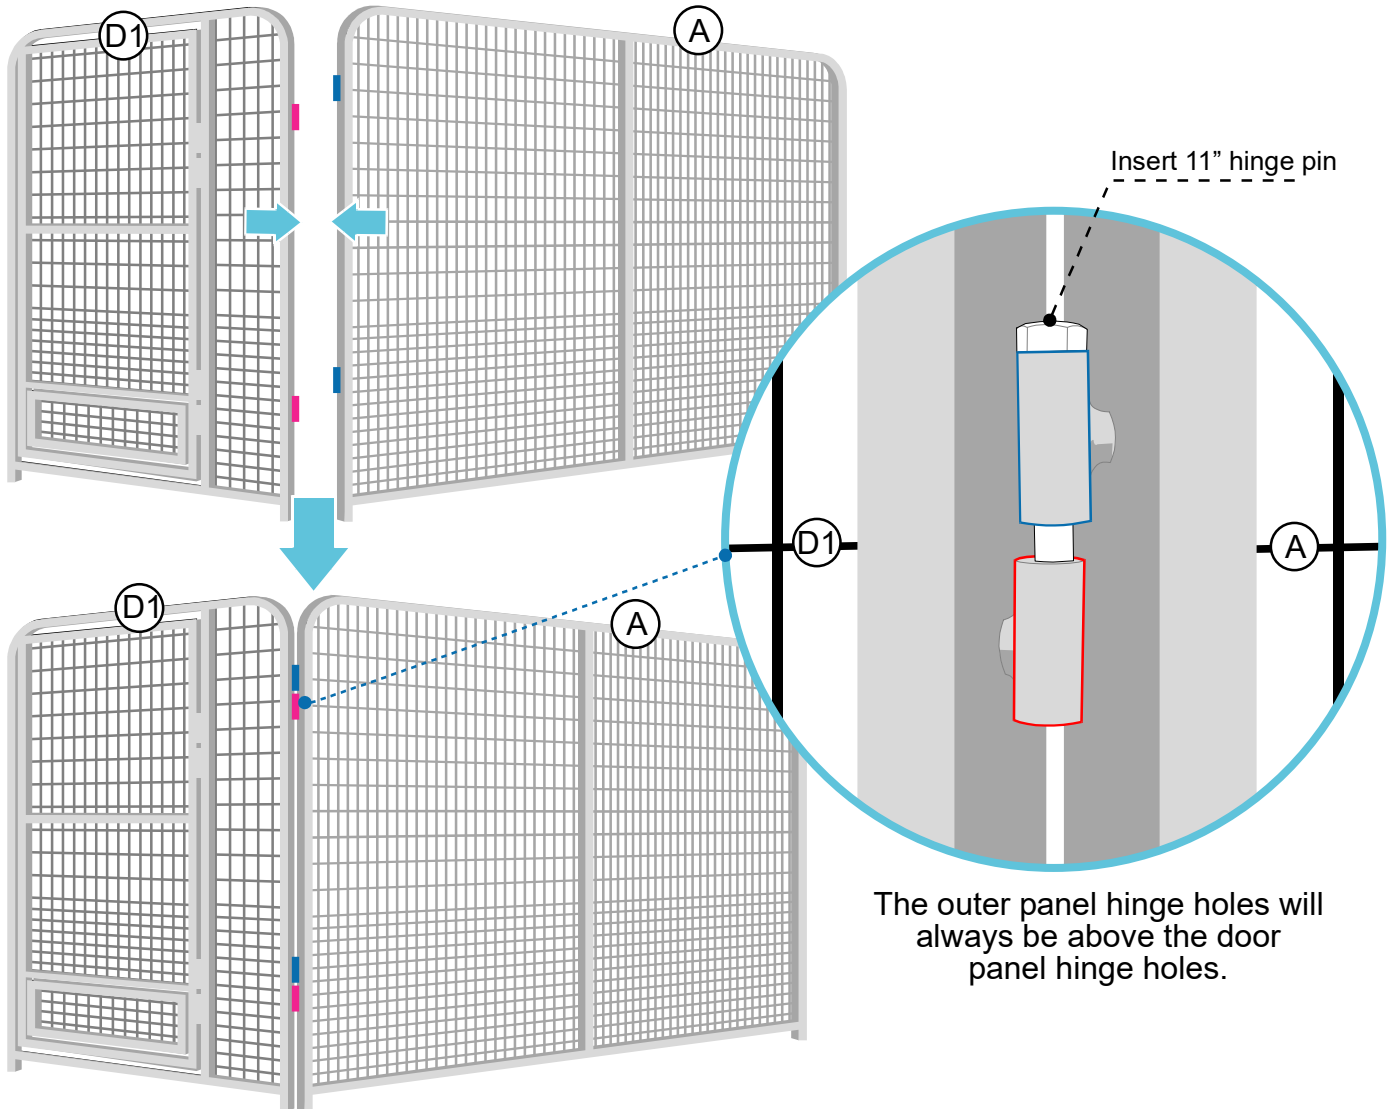 D1
A
Insert 11” hinge pin
D1
A
D1
A
The outer panel hinge holes will
always be above the door
panel hinge holes.